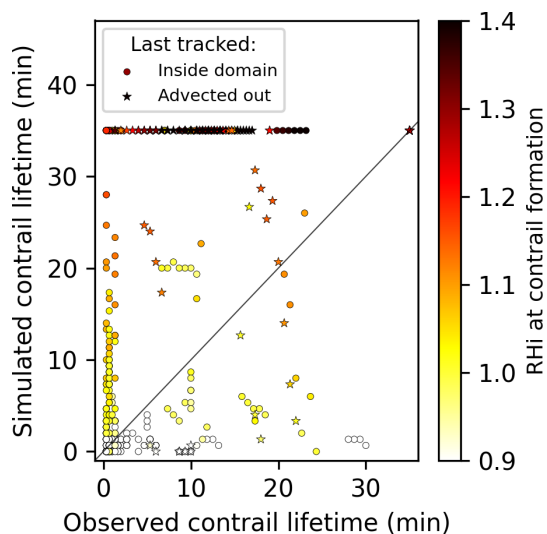 Last tracked:
Inside domain
Advected out
Simulated contrail lifetime (min)
40
30
20
10
0
0
10
20
30
Observed contrail lifetime (min)
1.4
1.3
1.2
1.1
1.0
0.9
RHi at contrail formation